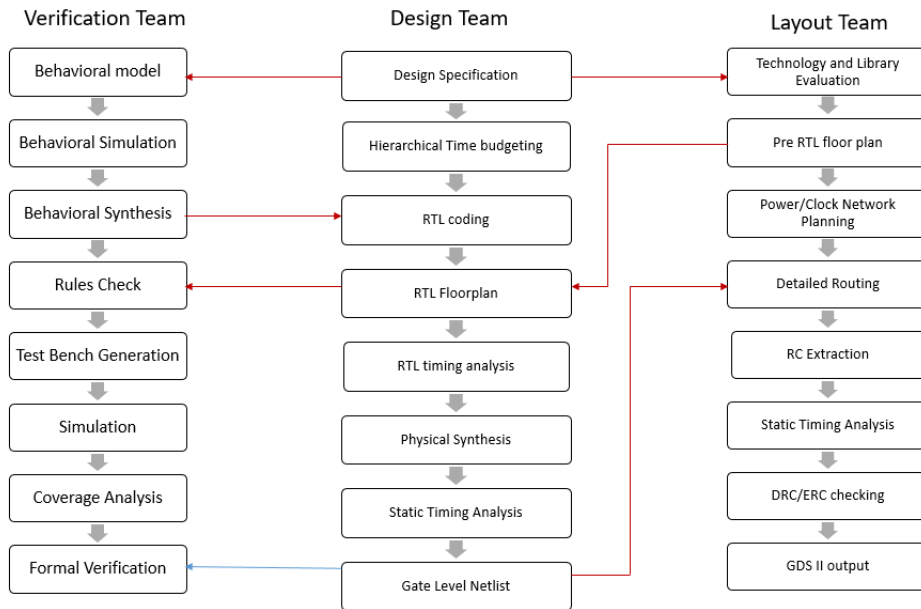 Verification Team
Design Team
Layout Team
Behavioral model
Behavioral Simulation
Behavioral Synthesis
Rules Check
Test Bench Generation
Simulation
Coverage Analysis
Formal Verification
Design Specification
Hierarchical Time budgeting
RTL coding
RTL Floorplan
RTL timing analysis
Physical Synthesis
Static Timing Analysis
Gate Level Netlist
Technology and Library
Evaluation
Pre RTL floor plan
Power/Clock Network
Planning
Detailed Routing
RC Extraction
Static Timing Analysis
DRC/ERC checking
GDS II output